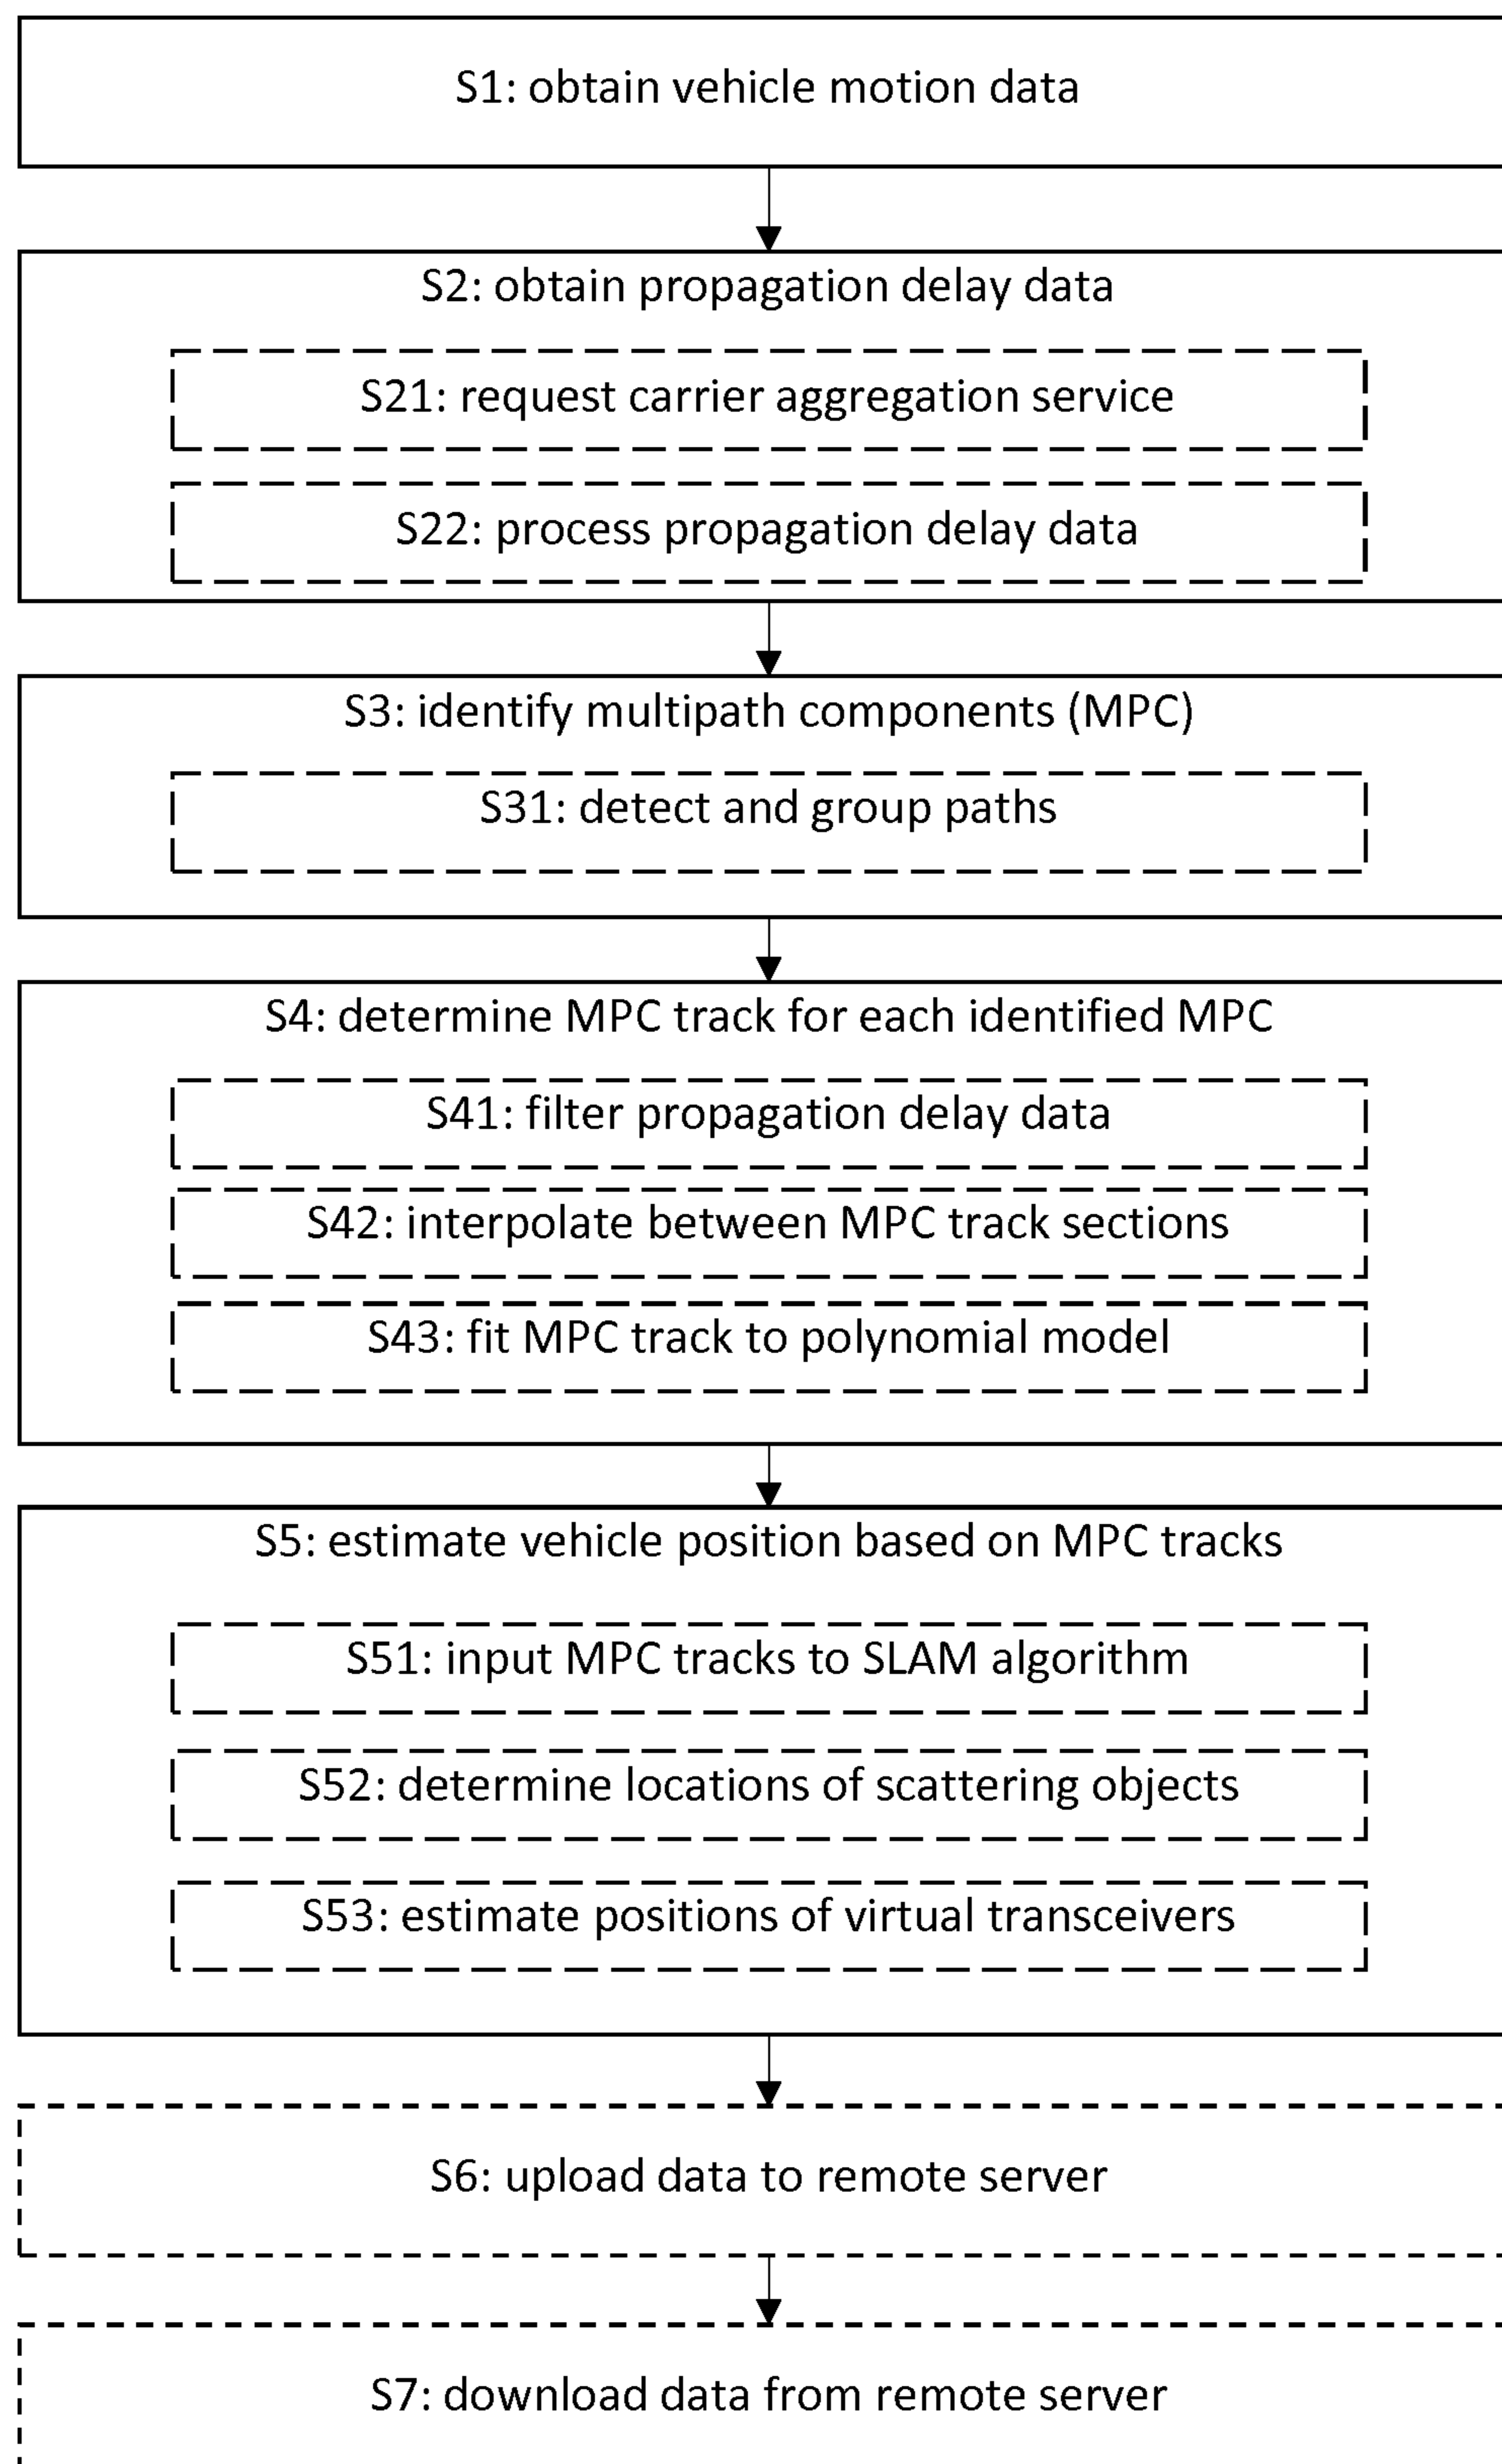 S1: obtain vehicle motion data
S2: obtain propagation delay data
S21: request carrier aggregation service
S22: process propagation delay data
S3: identify multipath components (MPC)
S31: detect and group paths
S4: determine MPC track for each identified MPC
S41: filter propagation delay data
S42: interpolate between MPC track sections
S43: fit MPC track to polynomial model
S5: estimate vehicle position based on MPC tracks
S51: input MPC tracks to SLAM algorithm
S52: determine locations of scattering objects
S53: estimate positions of virtual transceivers
S6: upload data to remote server
S7: download data from remote server